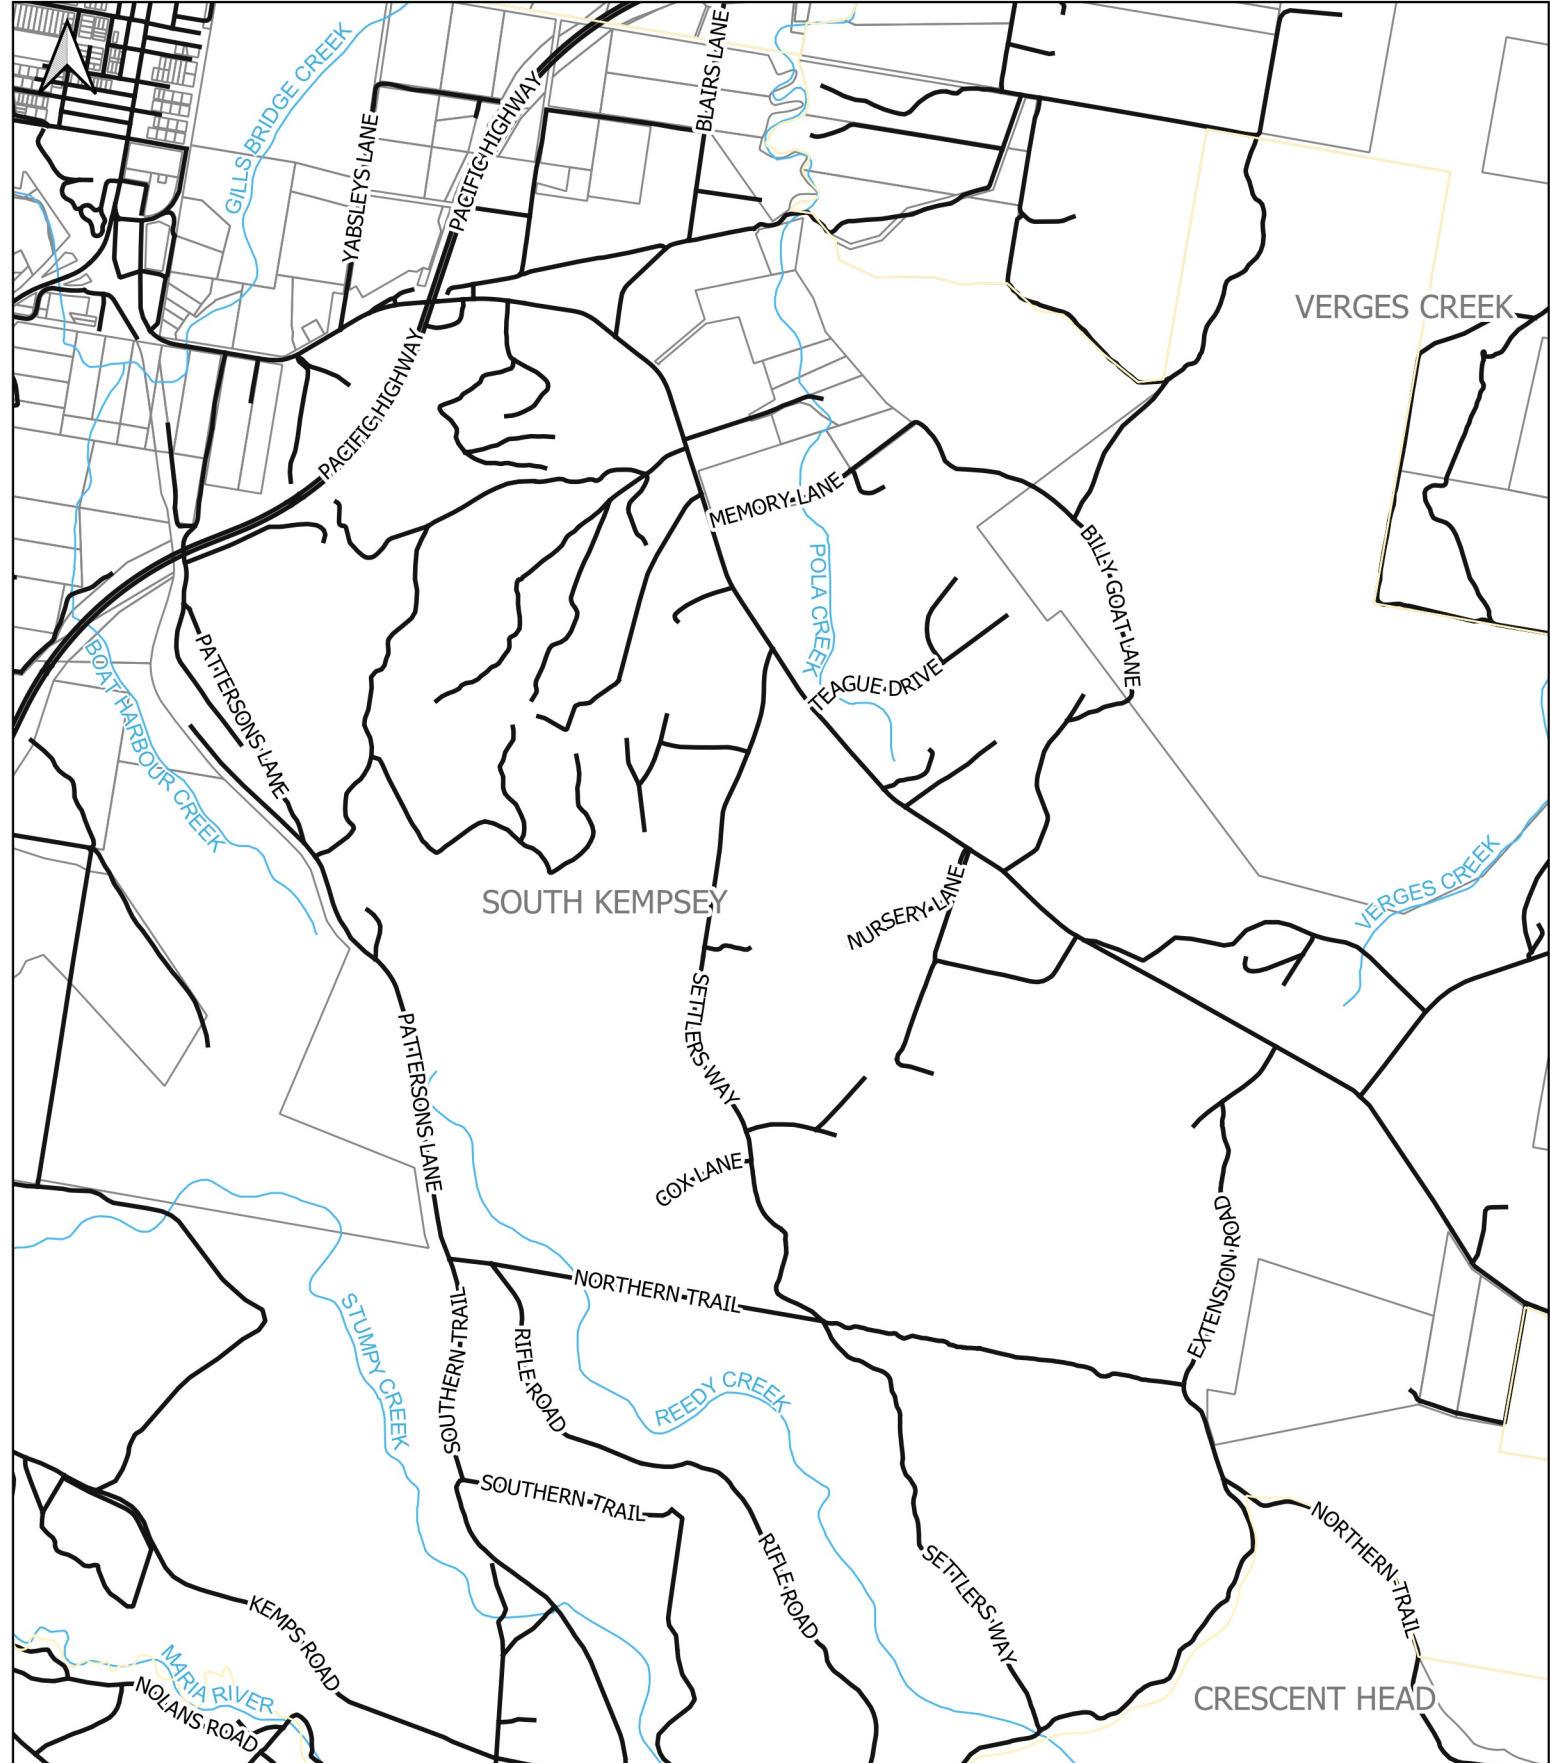 GILLS BRIDGE CREEK
BLAIRS LANE
PACIFIC HIGHWAY
YABSLEYS LANE
VERGES CREEK
PACIFIC HIGHWAY
MEMORY LANE
POLA CREEK
BILLY GOAT LANE
PATTERSONS LANE
BOAT HARBOUR CREEK
TEAGUE DRIVE
SOUTH KEMPSEY
NURSERY LANE
VERGES CREEK
SETTLERS WAY
PATTERSONS LANE
COX LANE
EXTENSION ROAD
NORTHERN TRAIL
STUMPY CREEK
SOUTHERN TRAIL
RIFLE ROAD
REEDY CREEK
SOUTHERN TRAIL
NORTHERN TRAIL
RIFLE ROAD
SETTLERS WAY
KEMPS ROAD
MARIA RIVER
NOLANS ROAD
CRESCENT HEAD